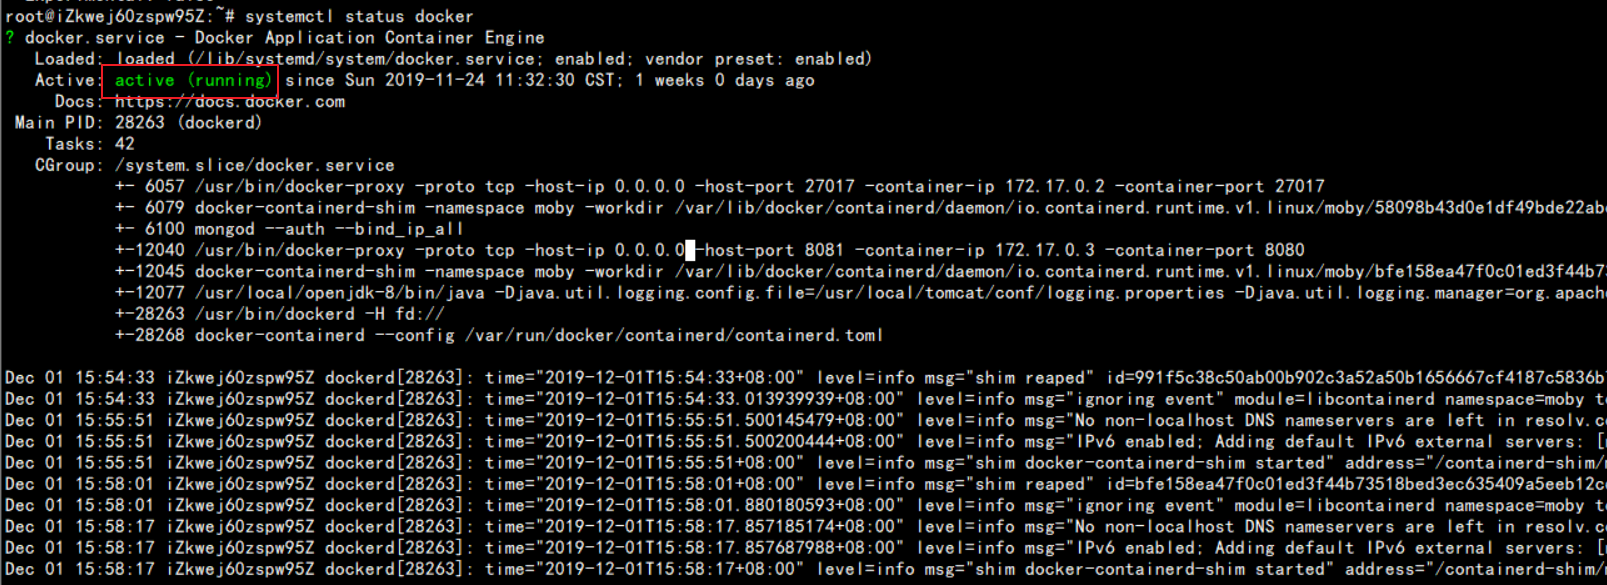 root@iZkwej6Ozspw95Z:~# systemctl status docker
? docker.service - Docker Application Container Engine
Loaded: loaded (/lib/systemd/system/docker.service; enabled; vendor preset: enabled)
Active: active (running) since Sun 2019-11-24 11:32:30 CST; 1 weeks 0 days ago
Docs: https://docs.docker.com
Main PID: 28263 (dockerd)
Tasks: 42
CGroup: /system.slice/docker.service
+- 6057 /usr/bin/docker-proxy -proto tcp -host-ip 0.0.0.0 -host-port 27017 -container-ip 172.17.0.2 -container-port 27017
+- 6079 docker-containerd-shim -namespace moby -workdir /var/lib/docker/containerd/daemon/io.containerd.runtime.v1.linux/moby/58098b43d0e1df49bde22ab
+- 6100 mongod --auth --bind_ip_all
+-12040 /usr/bin/docker-proxy -proto tcp -host-ip 0.0.0.0 -host-port 8081 -container-ip 172.17.0.3 -container-port 8080
+-12045 docker-containerd-shim -namespace moby -workdir /var/lib/docker/containerd/daemon/io.containerd.runtime.v1.linux/moby/bfe158ea47f0c01ed3f44b7
+-12077 /usr/local/openjdk-8/bin/java -Djava.util.logging.config.file=/usr/local/tomcat/conf/logging.properties -Djava.util.logging.manager=org.apach
+-28263 /usr/bin/dockerd -H fd://
+-28268 docker-containerd --config /var/run/docker/containerd/containerd.toml
Dec 01 15:54:33 iZkwej6Ozspw95Z dockerd[28263]: time="2019-12-01T15:54:33+08:00" level=info msg="shim reaped" id=991f5c38c50ab00b902c3a52a50b1656667cf4187c5836b
Dec 01 15:54:33 iZkwej6Ozspw95Z dockerd[28263]: time="2019-12-01T15:54:33.013939939+08:00" level=info msg="ignoring event" module=libcontainerd namespace=moby t
Dec 01 15:55:51 iZkwej6Ozspw95Z dockerd[28263]: time="2019-12-01T15:55:51.500145479+08:00" level=info msg="No non-localhost DNS nameservers are left in resolv.c
Dec 01 15:55:51 iZkwej6Ozspw95Z dockerd[28263]: time="2019-12-01T15:55:51.500200444+08:00" level=info msg="IPv6 enabled; Adding default IPv6 external servers: [
Dec 01 15:55:51 iZkwej6Ozspw95Z dockerd[28263]: time="2019-12-01T15:55:51+08:00" level=info msg="shim docker-containerd-shim started" address="/containerd-shim/
Dec 01 15:58:01 iZkwej6Ozspw95Z dockerd[28263]: time="2019-12-01T15:58:01+08:00" level=info msg="shim reaped" id=bfe158ea47f0c01ed3f44b73518bed3ec635409a5eeb12c
Dec 01 15:58:01 iZkwej6Ozspw95Z dockerd[28263]: time="2019-12-01T15:58:01.880180593+08:00" level=info msg="ignoring event" module=libcontainerd namespace=moby t
Dec 01 15:58:17 iZkwej6Ozspw95Z dockerd[28263]: time="2019-12-01T15:58:17.857185174+08:00" level=info msg="No non-localhost DNS nameservers are left in resolv.c
Dec 01 15:58:17 iZkwej6Ozspw95Z dockerd[28263]: time="2019-12-01T15:58:17.857687988+08:00" level=info msg="IPv6 enabled; Adding default IPv6 external servers: [
Dec 01 15:58:17 iZkwej6Ozspw95Z dockerd[28263]: time="2019-12-01T15:58:17+08:00" level=info msg="shim docker-containerd-shim started" address="/containerd-shim/